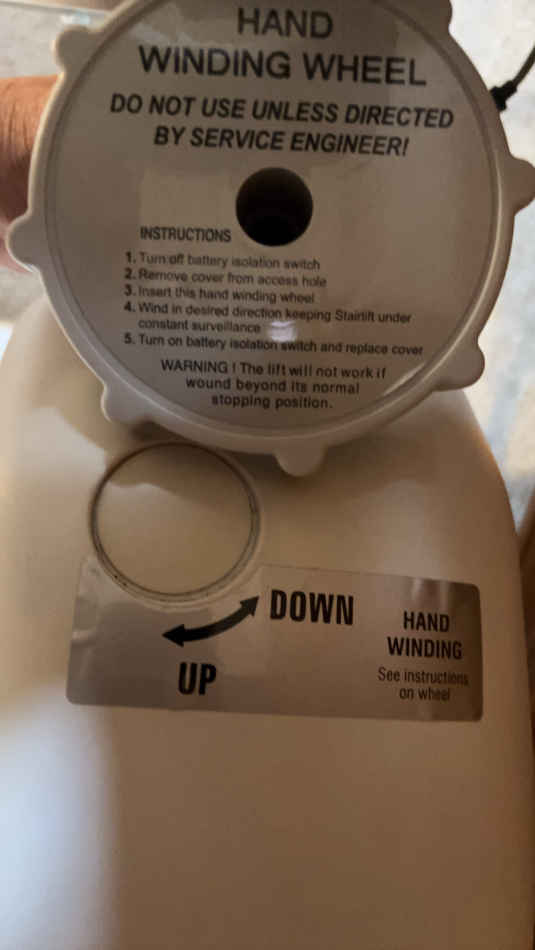 HAND
WINDING WHEEL
DO NOT USE UNLESS DIRECTED
BY SERVICE ENGINEER!
INSTRUCTIONS
1. Turn off battery isolation switch
2. Remove cover from access hole
3. Insert this hand winding wheel
4. Wind in desired direction keeping Stairlift under
constant surveillance
5. Turn on battery isolation switch and replace cover
WARNING ! The lift will not work if
wound beyond its normal
stopping position.
DOWN
UP
HAND
WINDING
See instructions
on wheel